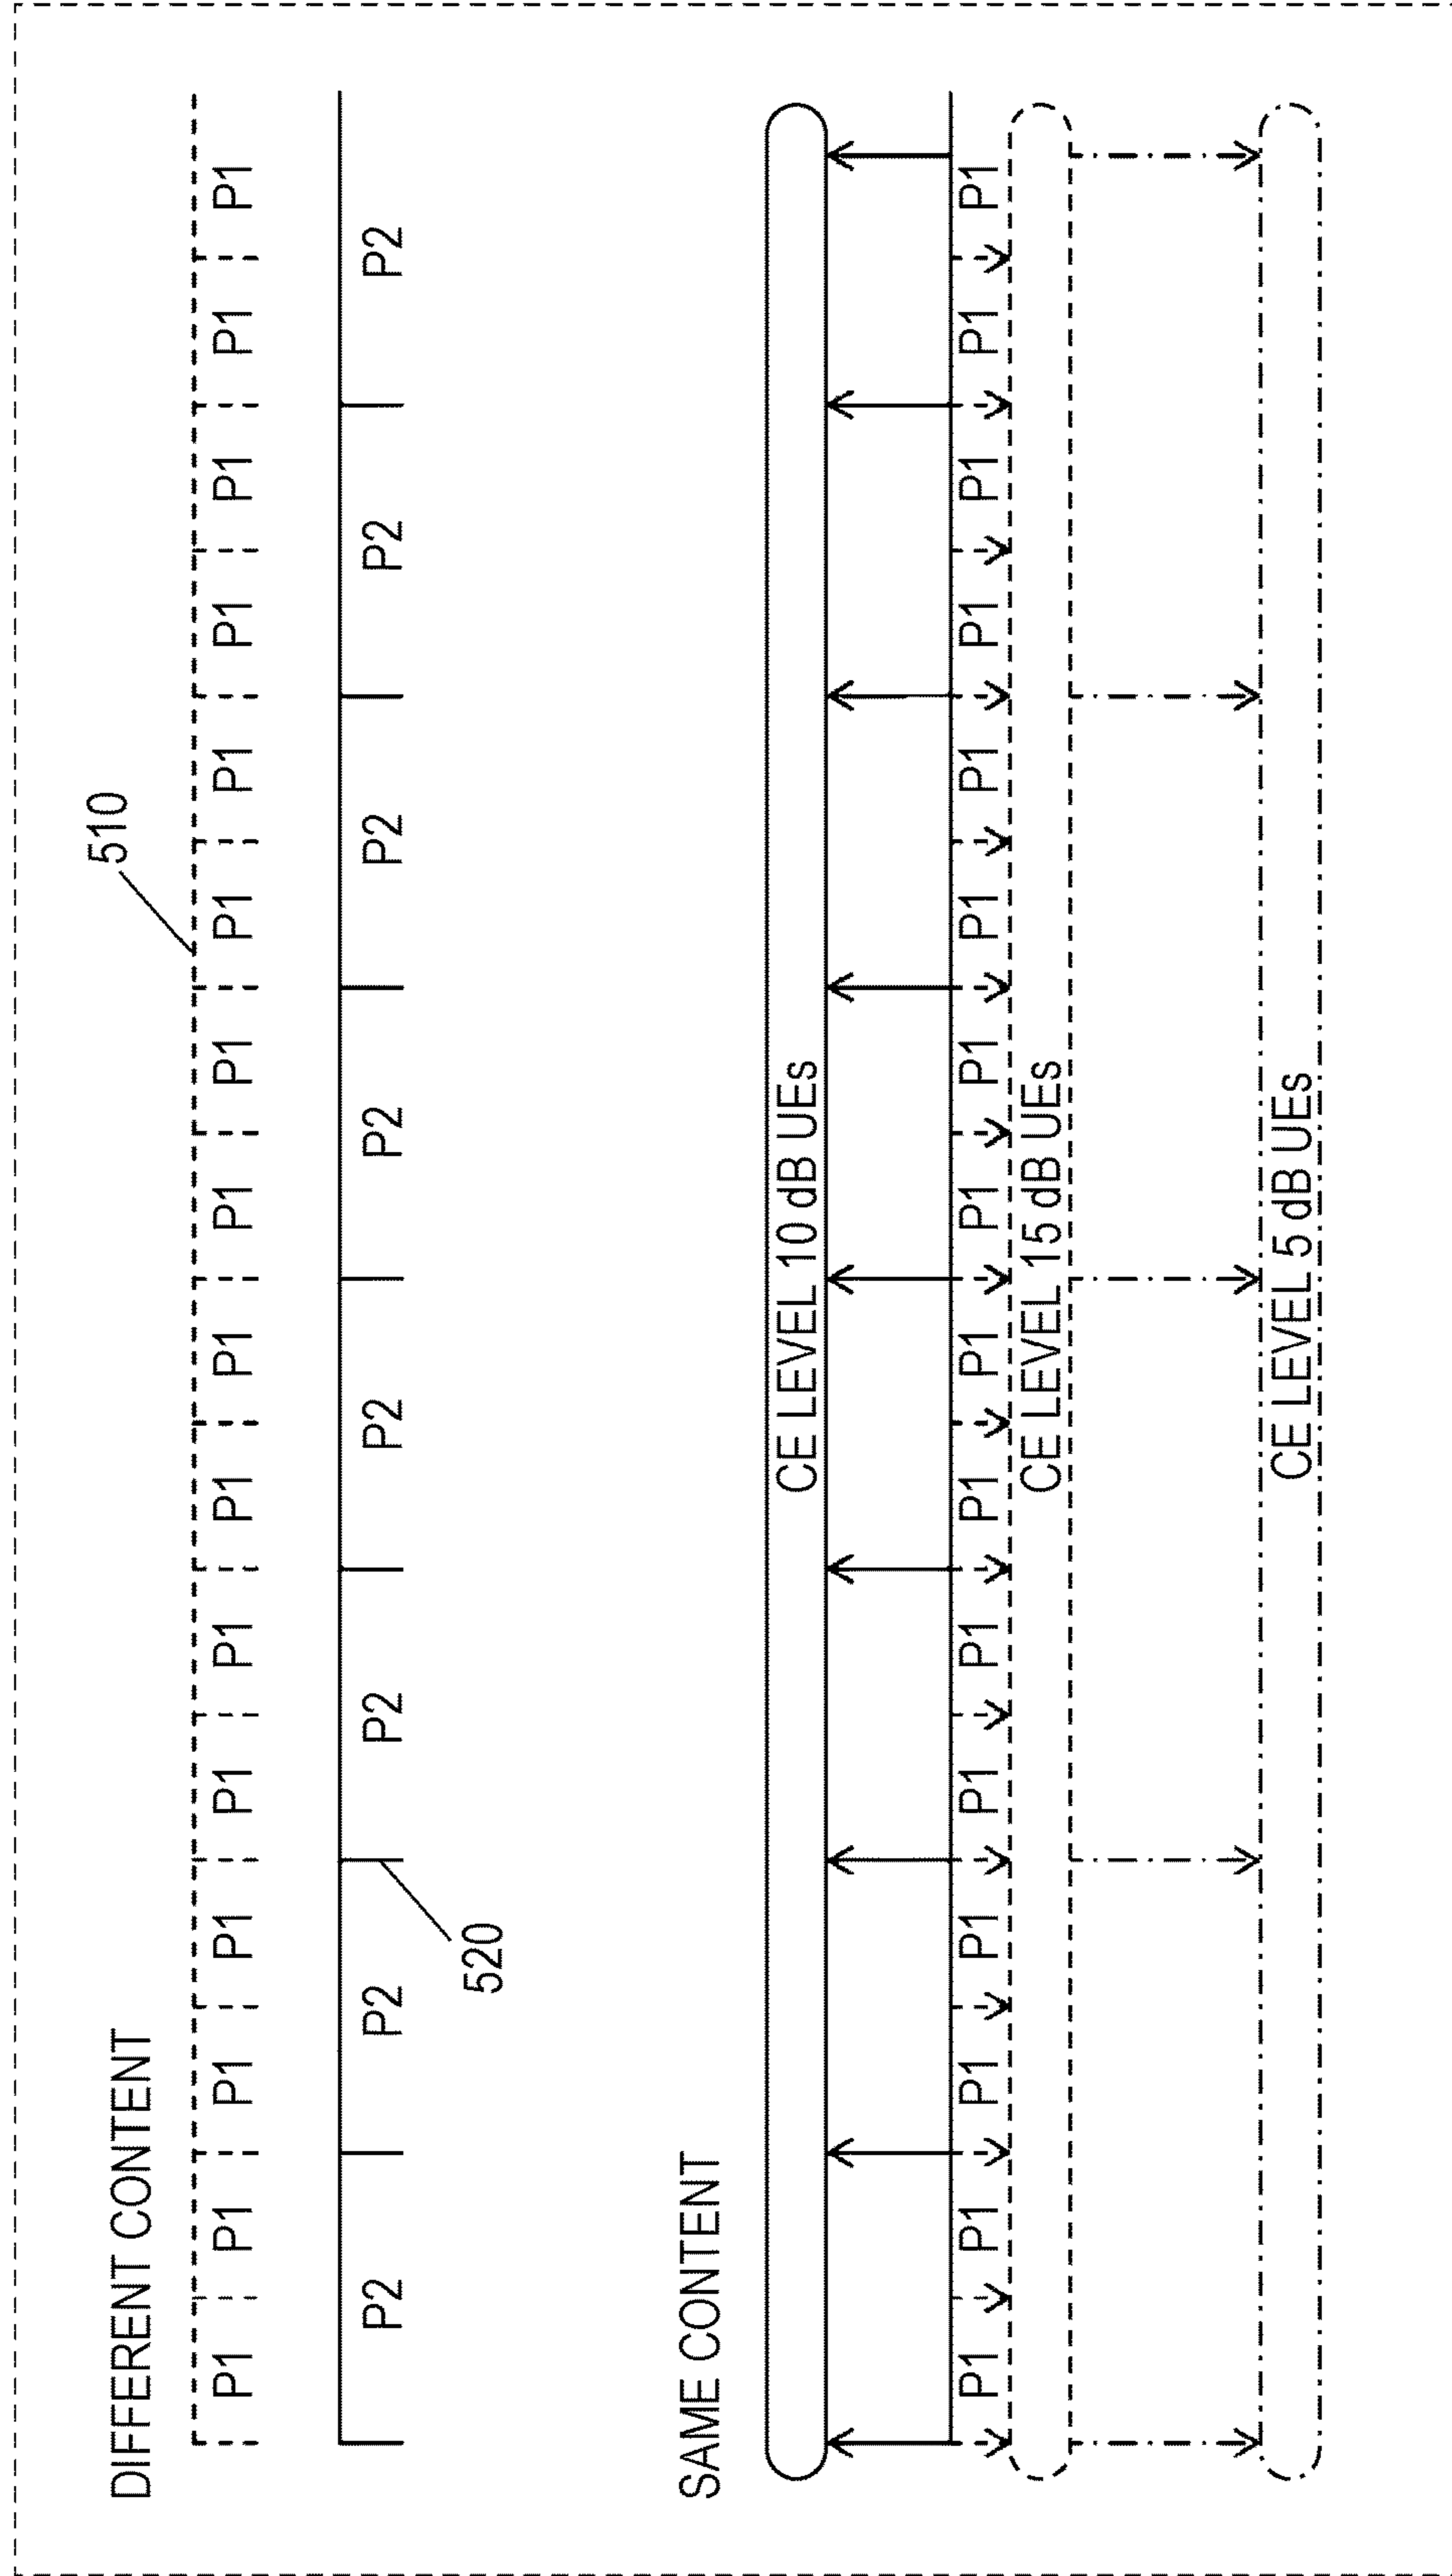 DIFFERENT CONTENT
510
P1 P1 P1 P1 P1 P1 P1 P1 P1 P1 P1 P1 P1 P1 P1 P1
P2 P2 P2 P2 P2 P2 P2 P2
520
SAME CONTENT
CE LEVEL 10 dB UEs
P1 P1 P1 P1 P1 P1 P1 P1 P1 P1 P1 P1 P1 P1 P1 P1
CE LEVEL 15 dB UEs
CE LEVEL 5 dB UEs